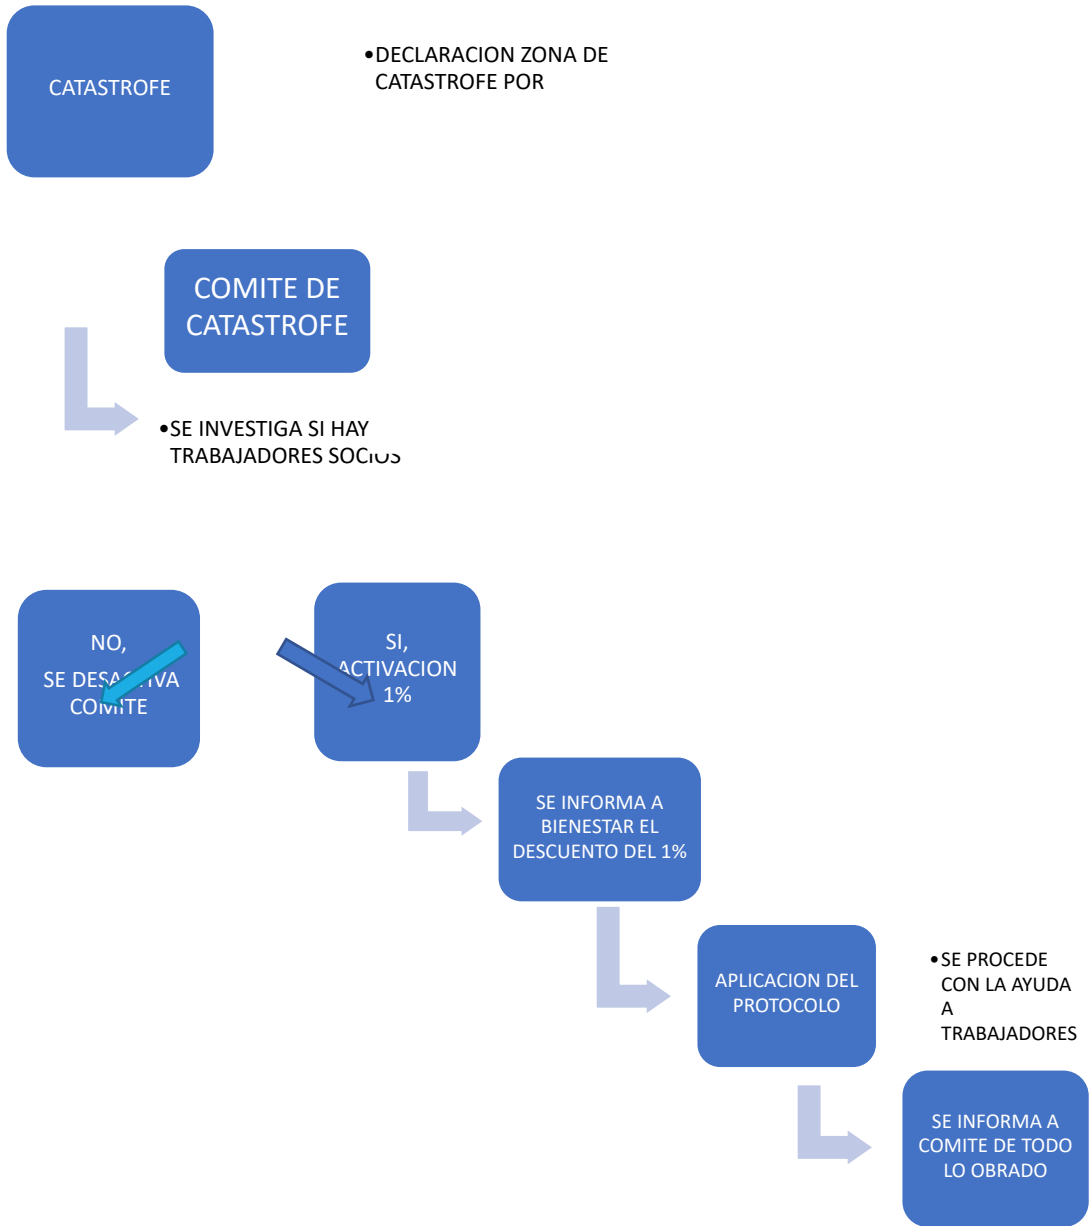 CATASTROFE
•DECLARACION ZONA DE
CATASTROFE POR
COMITE DE
CATASTROFE
•SE INVESTIGA SI HAY
TRABAJADORES SOCIOS
NO,
SE DESACTIVA
COMITE
SI,
ACTIVACION
1%
SE INFORMA A
BIENESTAR EL
DESCUENTO DEL 1%
APLICACION DEL
PROTOCOLO
•SE PROCEDE
CON LA AYUDA
A
TRABAJADORES
SE INFORMA A
COMITE DE TODO
LO OBRADO